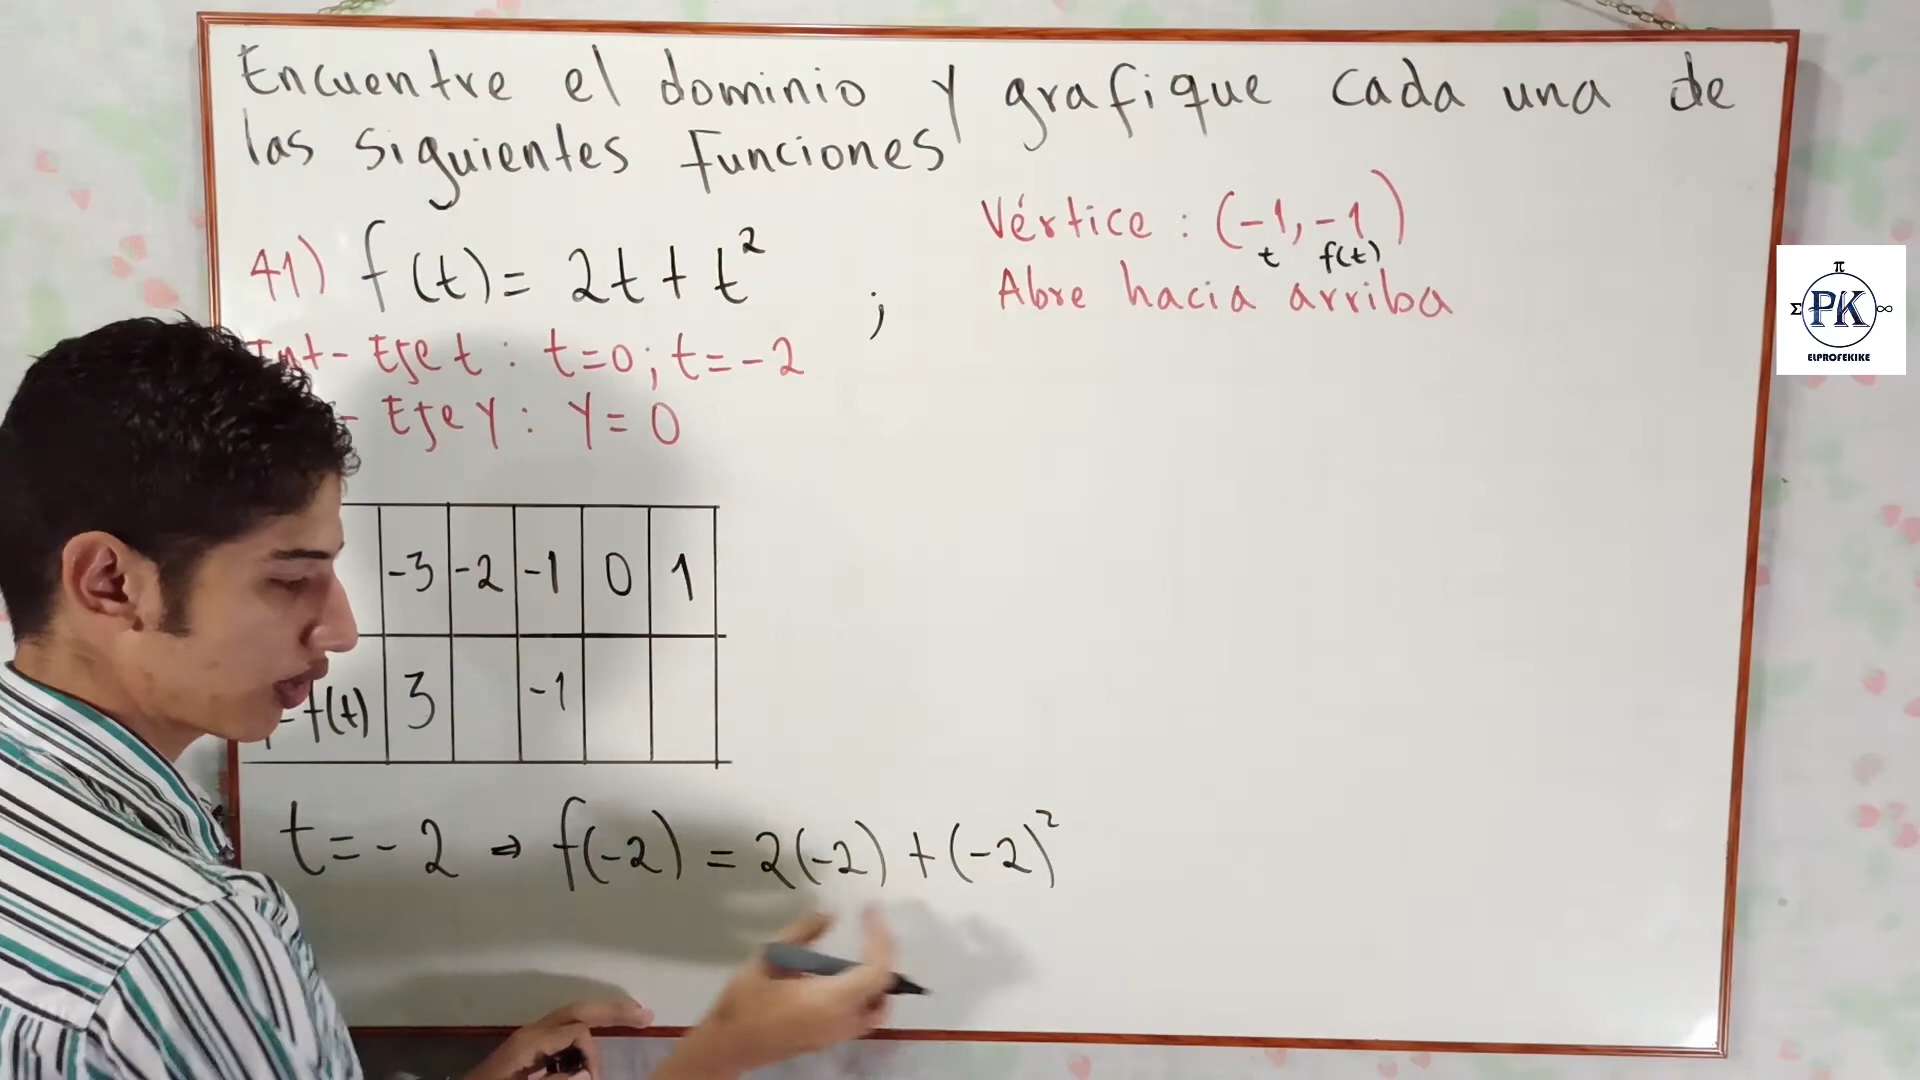 Encuentre el dominio y grafique cada una de
las siguientes funciones
41) f(t) = 2t + t² ;
Eje t : t=0; t=-2
Eje Y : Y = 0
Vértice : (-1, -1)
t f(t)
Abre hacia arriba
-3 -2 -1 0 1
f(t) 3 -1
t = -2 ⇒ f(-2) = 2(-2) + (-2)²
π
Σ PK ∞
ELPROFEKIKE